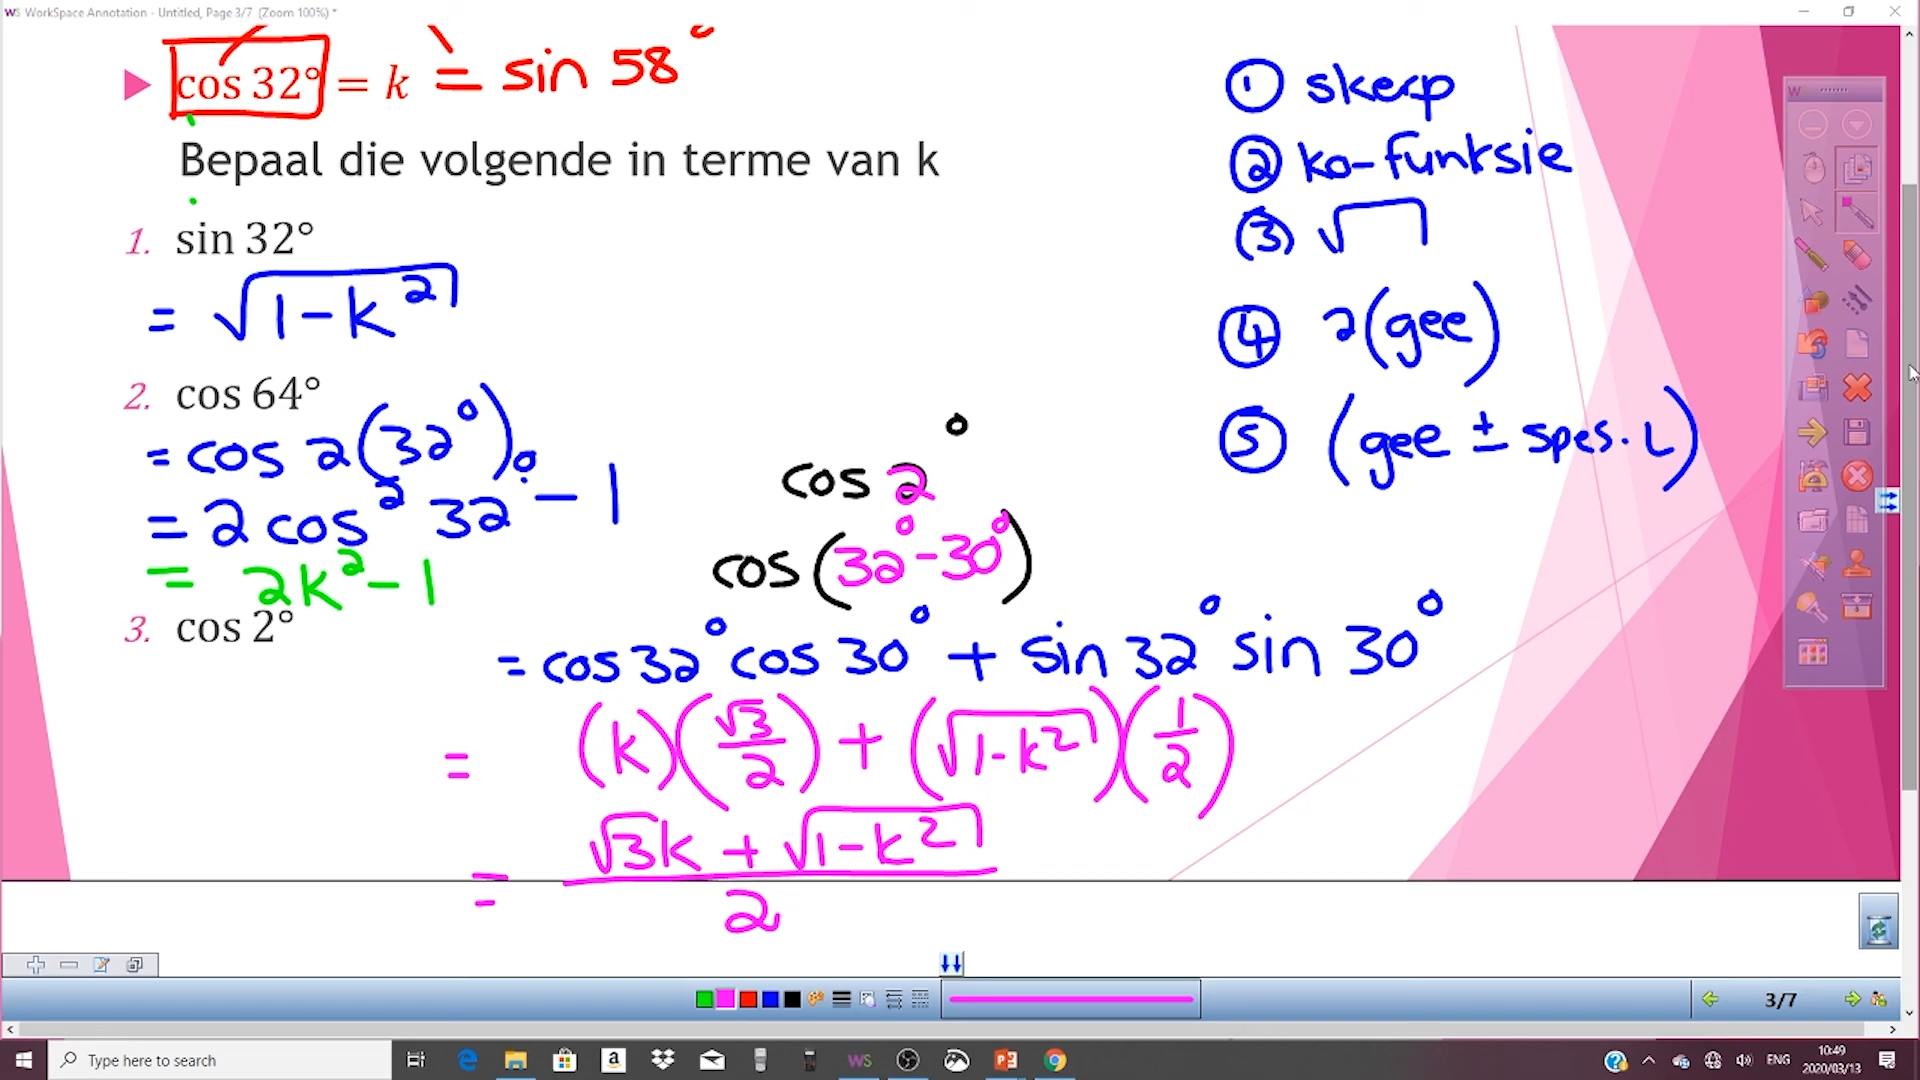 WS WorkSpace Annotation - Untitled, Page 3/7 (Zoom 100%) *
cos 32° = k = sin 58°
Bepaal die volgende in terme van k
1. sin 32°
= √(1-k²)
2. cos 64°
= cos 2(32°)
= 2 cos² 32° - 1
= 2k² - 1
3. cos 2°
cos 2°
cos(32° - 30°)
= cos 32° cos 30° + sin 32° sin 30°
= (k)(√3/2) + (√(1-k²))(1/2)
= (√3k + √(1-k²))/2
① skerp
② ko-funksie
(3) √
④ 2(gee)
⑤ (gee ± spes. L)
3/7
Type here to search
WS
ENG
10:49
2020/03/13